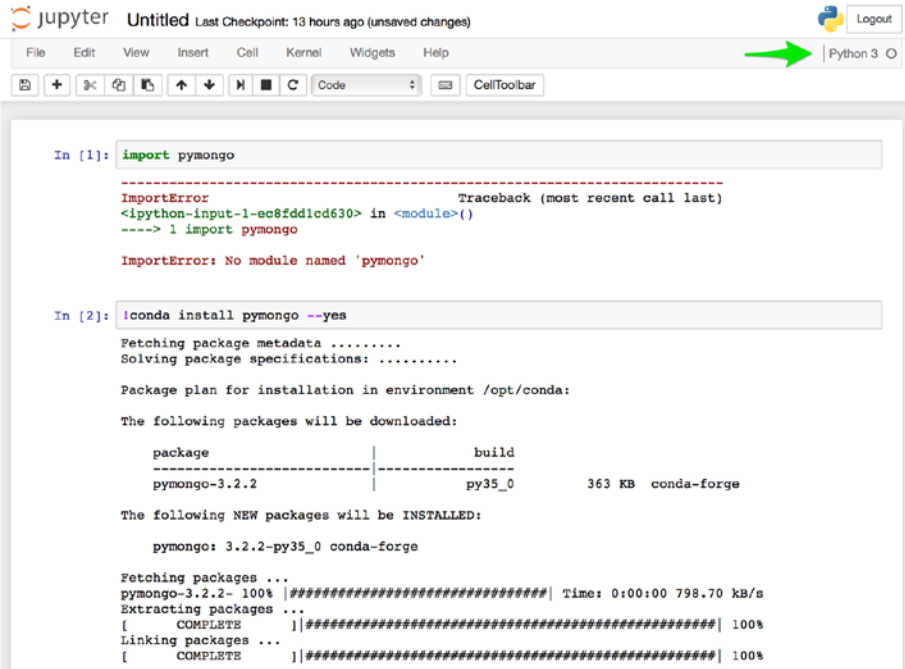 jupyter Untitled Last Checkpoint: 13 hours ago (unsaved changes) Logout
File Edit View Insert Cell Kernel Widgets Help Python 3
Code CellToolbar
In [1]: import pymongo
---------------------------------------------------------------------------
ImportError Traceback (most recent call last)
<ipython-input-1-ec8fdd1cd630> in <module>()
----> 1 import pymongo
ImportError: No module named 'pymongo'
In [2]: !conda install pymongo --yes
Fetching package metadata .........
Solving package specifications: ..........
Package plan for installation in environment /opt/conda:
The following packages will be downloaded:
package | build
---------------------------|-----------------
pymongo-3.2.2 | py35_0 363 KB conda-forge
The following NEW packages will be INSTALLED:
pymongo: 3.2.2-py35_0 conda-forge
Fetching packages ...
pymongo-3.2.2- 100% |################################| Time: 0:00:00 798.70 kB/s
Extracting packages ...
[ COMPLETE ]|###################################################| 100%
Linking packages ...
[ COMPLETE ]|###################################################| 100%